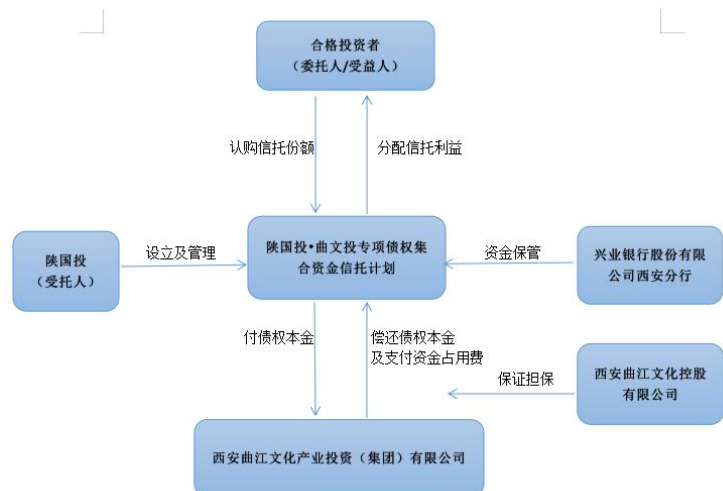 合格投资者
（委托人/受益人）
认购信托份额
分配信托利益
陕国投
（受托人）
设立及管理
陕国投•曲文投专项债权集
合资金信托计划
资金保管
兴业银行股份有限
公司西安分行
付债权本金
偿还债权本金
及支付资金占用费
保证担保
西安曲江文化控股
有限公司
西安曲江文化产业投资（集团）有限公司